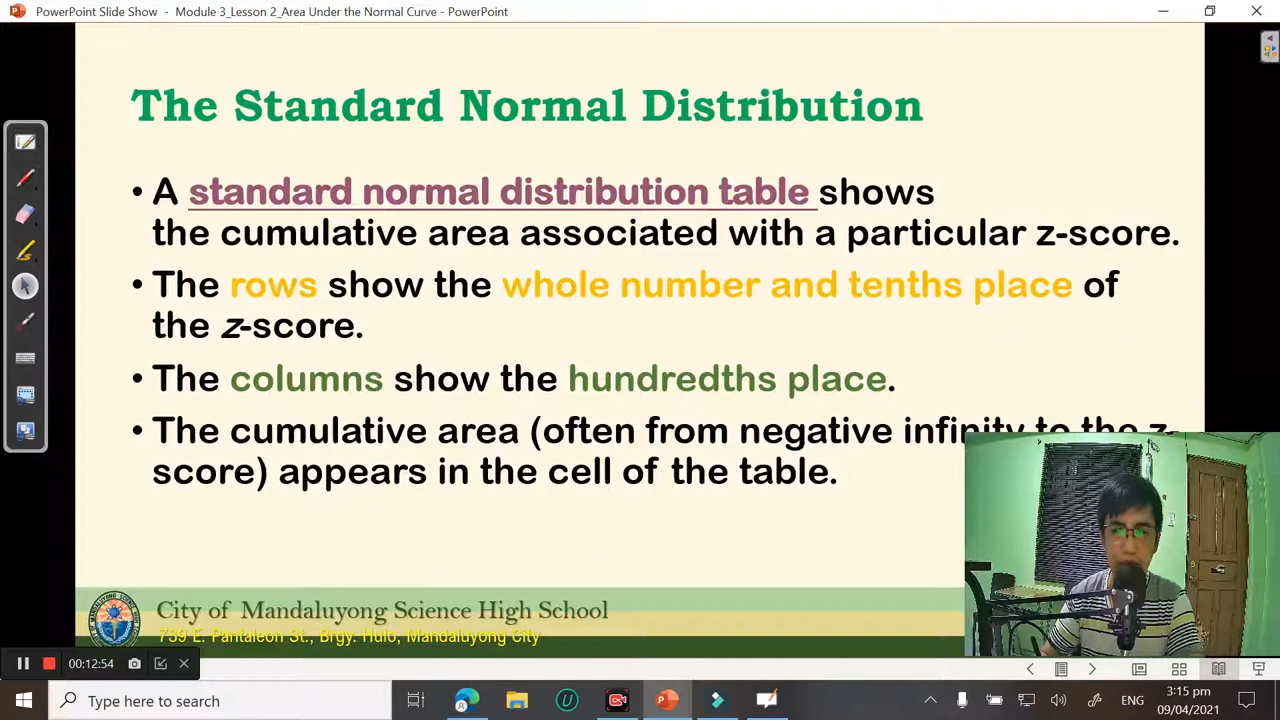 PowerPoint Slide Show - Module 3_Lesson 2_Area Under the Normal Curve - PowerPoint
The Standard Normal Distribution
• A standard normal distribution table shows
the cumulative area associated with a particular z-score.
• The rows show the whole number and tenths place of
the z-score.
• The columns show the hundredths place.
• The cumulative area (often from negative infinity to the z-
score) appears in the cell of the table.
City of Mandaluyong Science High School
739 E. Pantaleon St., Brgy. Hulo, Mandaluyong City
00:12:54
Type here to search
ENG
3:15 pm
09/04/2021